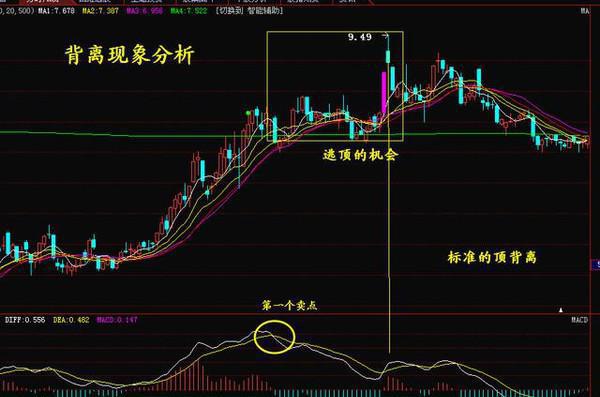 0,20,500) MA1:7.678 MA2:7.387 MA3:6.956 MA4:7.522 [切换到 智能辅助] MA
背离现象分析
9.49
逃顶的机会
标准的顶背离
第一个卖点
DIFF:0.556 DEA:0.482 MACD:0.147 MACD